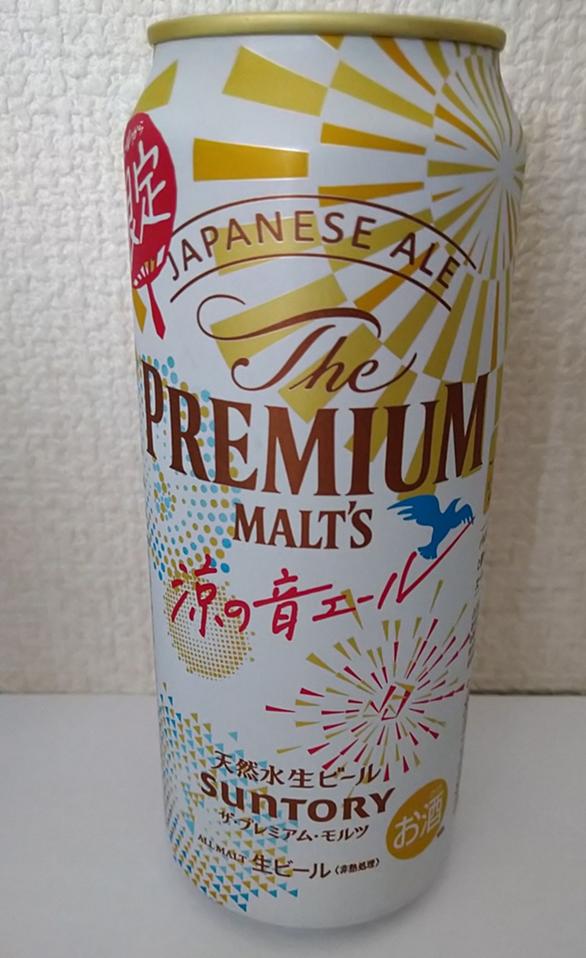 定
JAPANESE ALE
The
PREMIUM
MALT'S
涼の音エール
天然水生ビール
SUNTORY
ザ・プレミアム・モルツ
ALL MALT 生ビール(非熱処理)
お酒